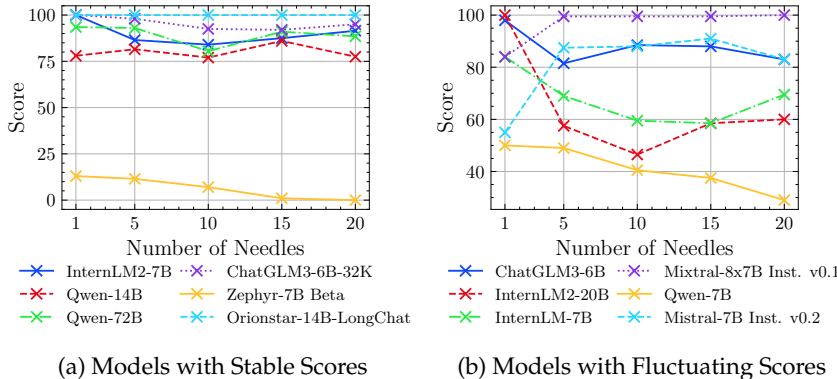 100
75
50
25
0
Score
1 5 10 15 20
Number of Needles
InternLM2-7B ChatGLM3-6B-32K
Qwen-14B Zephyr-7B Beta
Qwen-72B Orionstar-14B-LongChat
(a) Models with Stable Scores
100
80
60
40
Score
1 5 10 15 20
Number of Needles
ChatGLM3-6B Mixtral-8x7B Inst. v0.1
InternLM2-20B Qwen-7B
InternLM-7B Mistral-7B Inst. v0.2
(b) Models with Fluctuating Scores